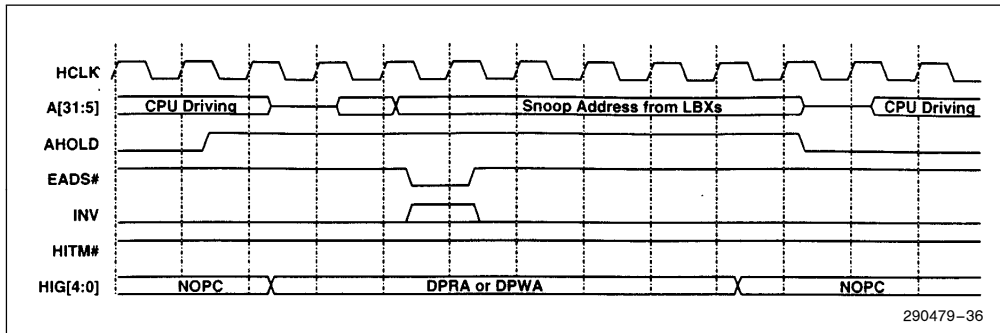 HCLK
A[31:5] CPU Driving Snoop Address from LBXs CPU Driving
AHOLD
EADS#
INV
HITM#
HIG[4:0] NOPC DPRA or DPWA NOPC
290479-36